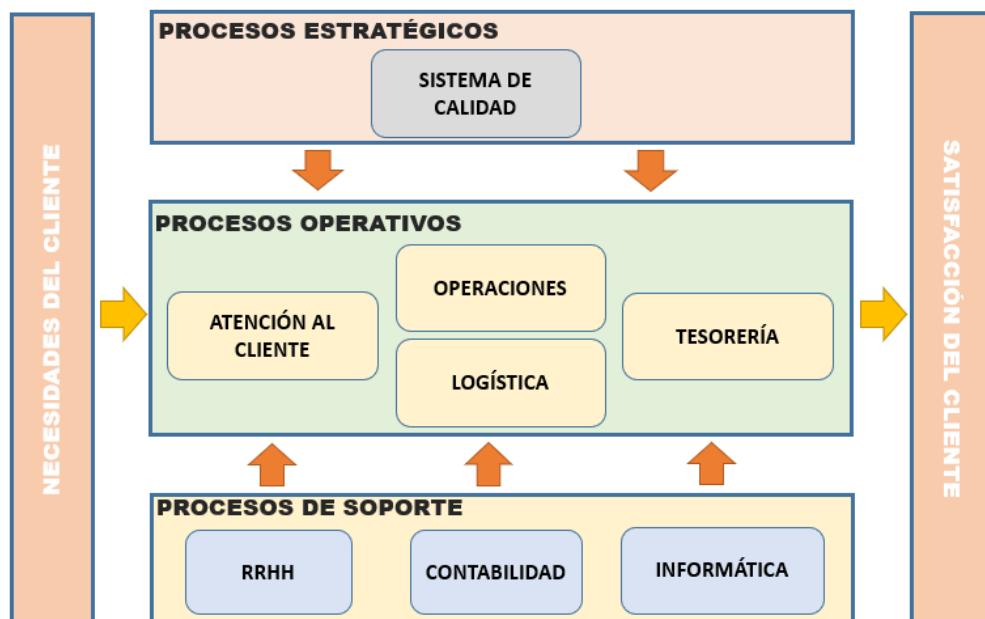 NECESIDADES DEL CLIENTE
PROCESOS ESTRATÉGICOS
SISTEMA DE
CALIDAD
PROCESOS OPERATIVOS
ATENCIÓN AL
CLIENTE
OPERACIONES
LOGÍSTICA
TESORERÍA
PROCESOS DE SOPORTE
RRHH
CONTABILIDAD
INFORMÁTICA
SATISFACCIÓN DEL CLIENTE